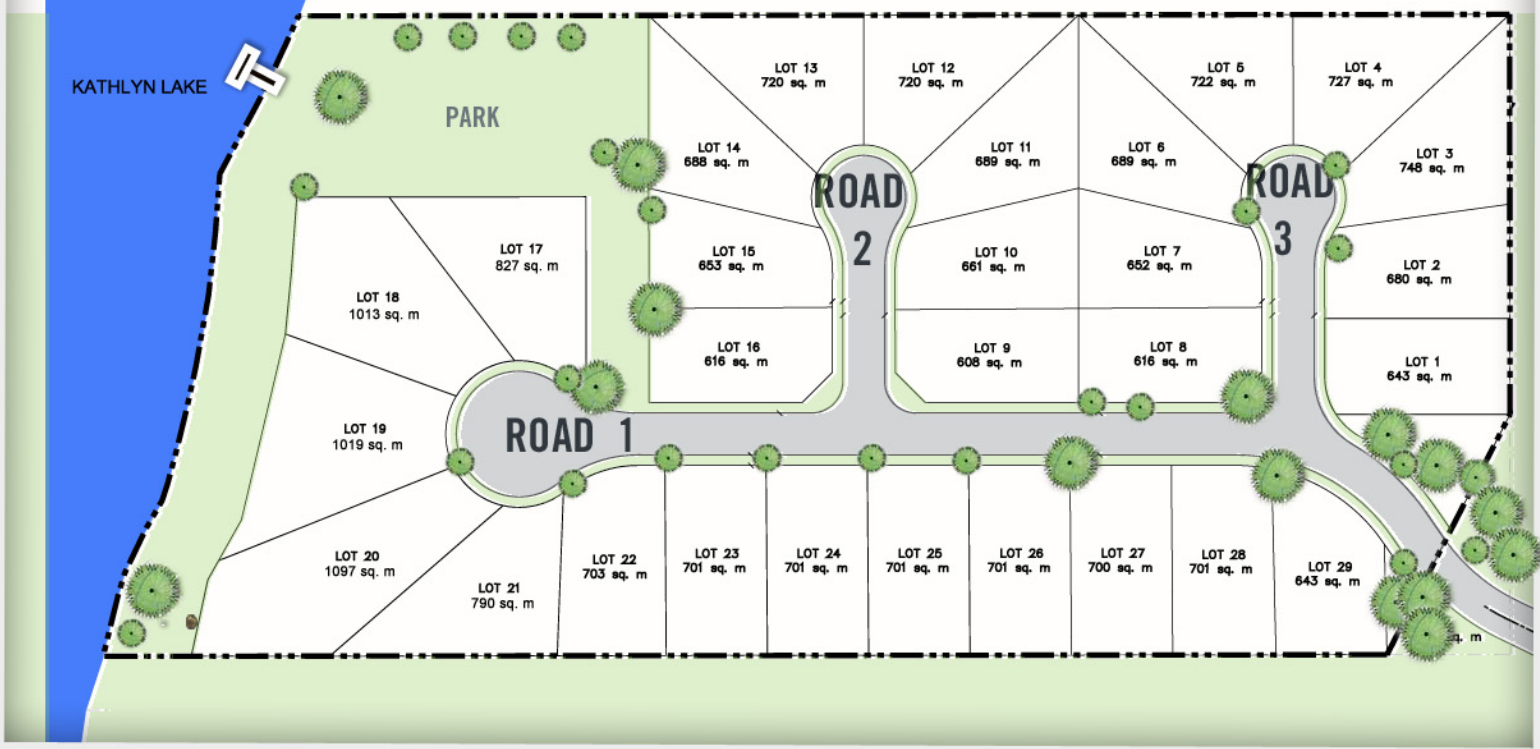 KATHLYN LAKE
PARK
LOT 13
720 sq. m
LOT 12
720 sq. m
LOT 5
722 sq. m
LOT 4
727 sq. m
LOT 14
688 sq. m
LOT 11
689 sq. m
LOT 6
689 sq. m
LOT 3
748 sq. m
ROAD
2
ROAD
3
LOT 17
827 sq. m
LOT 15
653 sq. m
LOT 10
661 sq. m
LOT 7
652 sq. m
LOT 2
680 sq. m
LOT 18
1013 sq. m
LOT 16
616 sq. m
LOT 9
608 sq. m
LOT 8
616 sq. m
LOT 1
643 sq. m
LOT 19
1019 sq. m
ROAD 1
LOT 20
1097 sq. m
LOT 21
790 sq. m
LOT 22
703 sq. m
LOT 23
701 sq. m
LOT 24
701 sq. m
LOT 25
701 sq. m
LOT 26
701 sq. m
LOT 27
700 sq. m
LOT 28
701 sq. m
LOT 29
643 sq. m
q. m